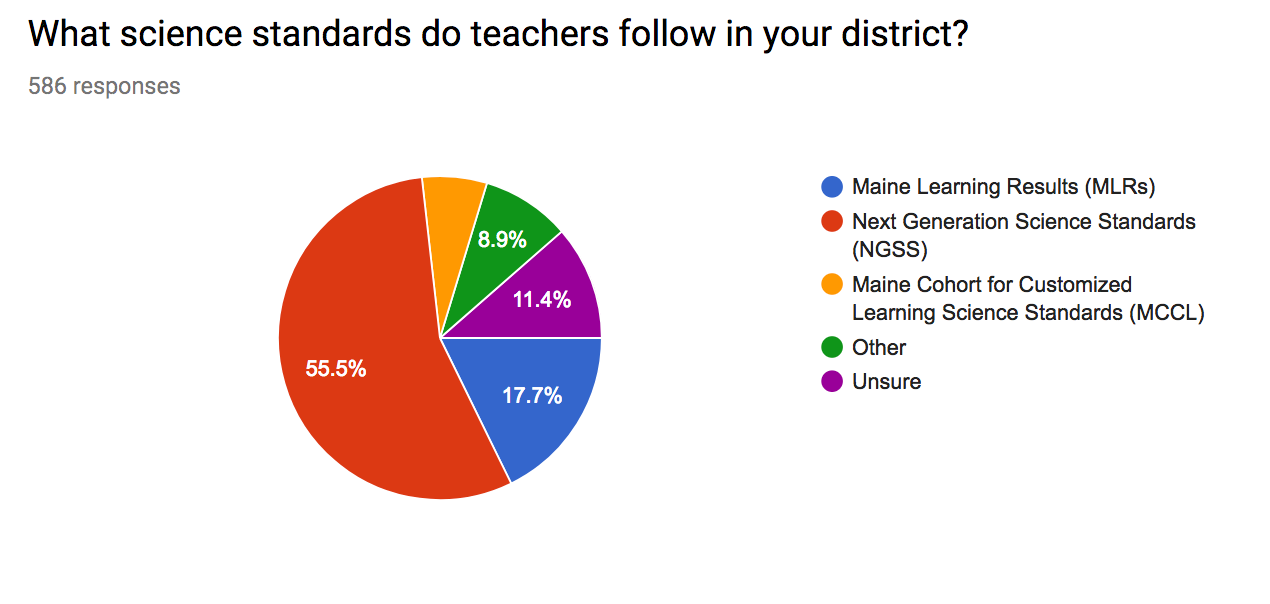 What science standards do teachers follow in your district?
586 responses
8.9%
11.4%
55.5%
17.7%
Maine Learning Results (MLRs)
Next Generation Science Standards
(NGSS)
Maine Cohort for Customized
Learning Science Standards (MCCL)
Other
Unsure